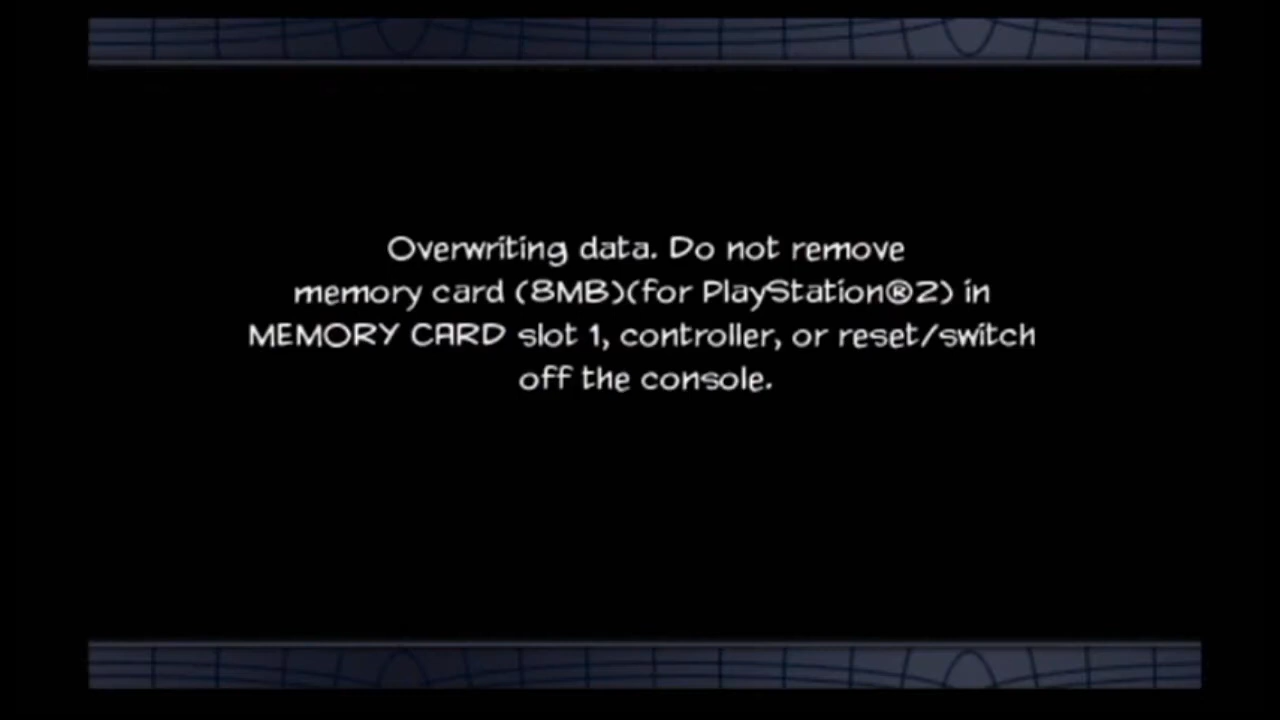 Overwriting data. Do not remove
memory card (8MB)(for PlayStation®2) in
MEMORY CARD slot 1, controller, or reset/switch
off the console.